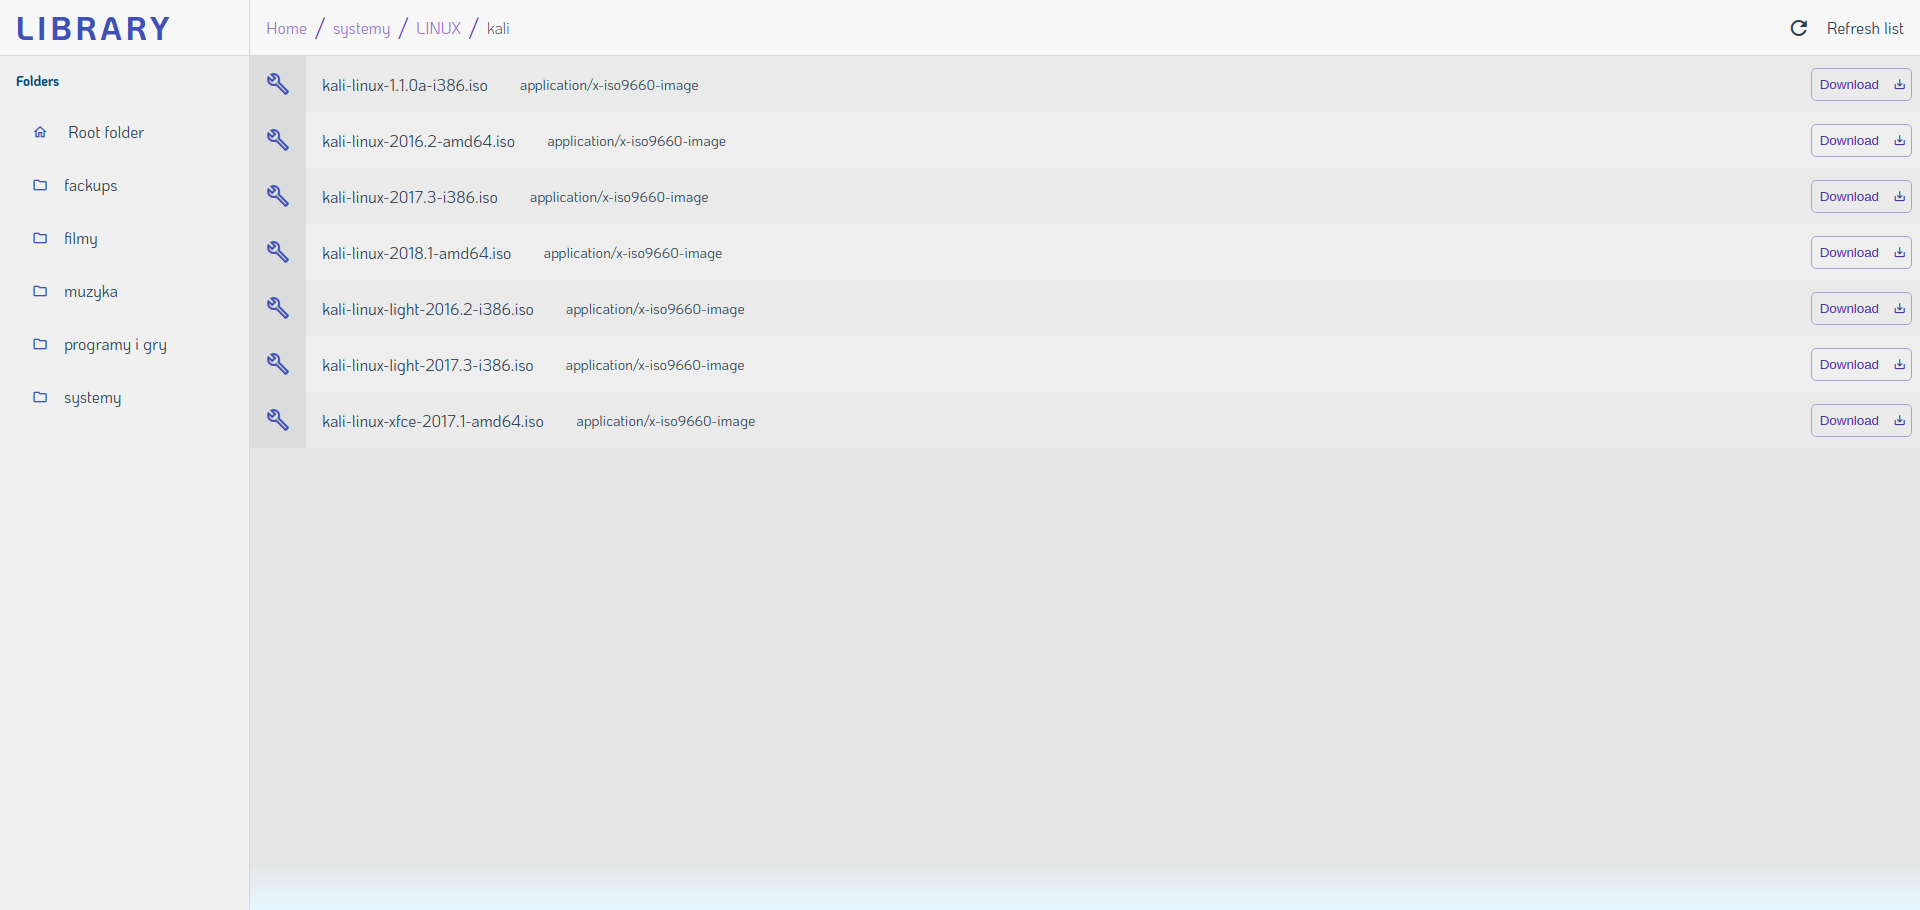 LIBRARY
Home / systemy / LINUX / kali
Refresh list
Folders
Root folder
fackups
filmy
muzyka
programy i gry
systemy
kali-linux-1.1.0a-i386.iso application/x-iso9660-image Download
kali-linux-2016.2-amd64.iso application/x-iso9660-image Download
kali-linux-2017.3-i386.iso application/x-iso9660-image Download
kali-linux-2018.1-amd64.iso application/x-iso9660-image Download
kali-linux-light-2016.2-i386.iso application/x-iso9660-image Download
kali-linux-light-2017.3-i386.iso application/x-iso9660-image Download
kali-linux-xfce-2017.1-amd64.iso application/x-iso9660-image Download